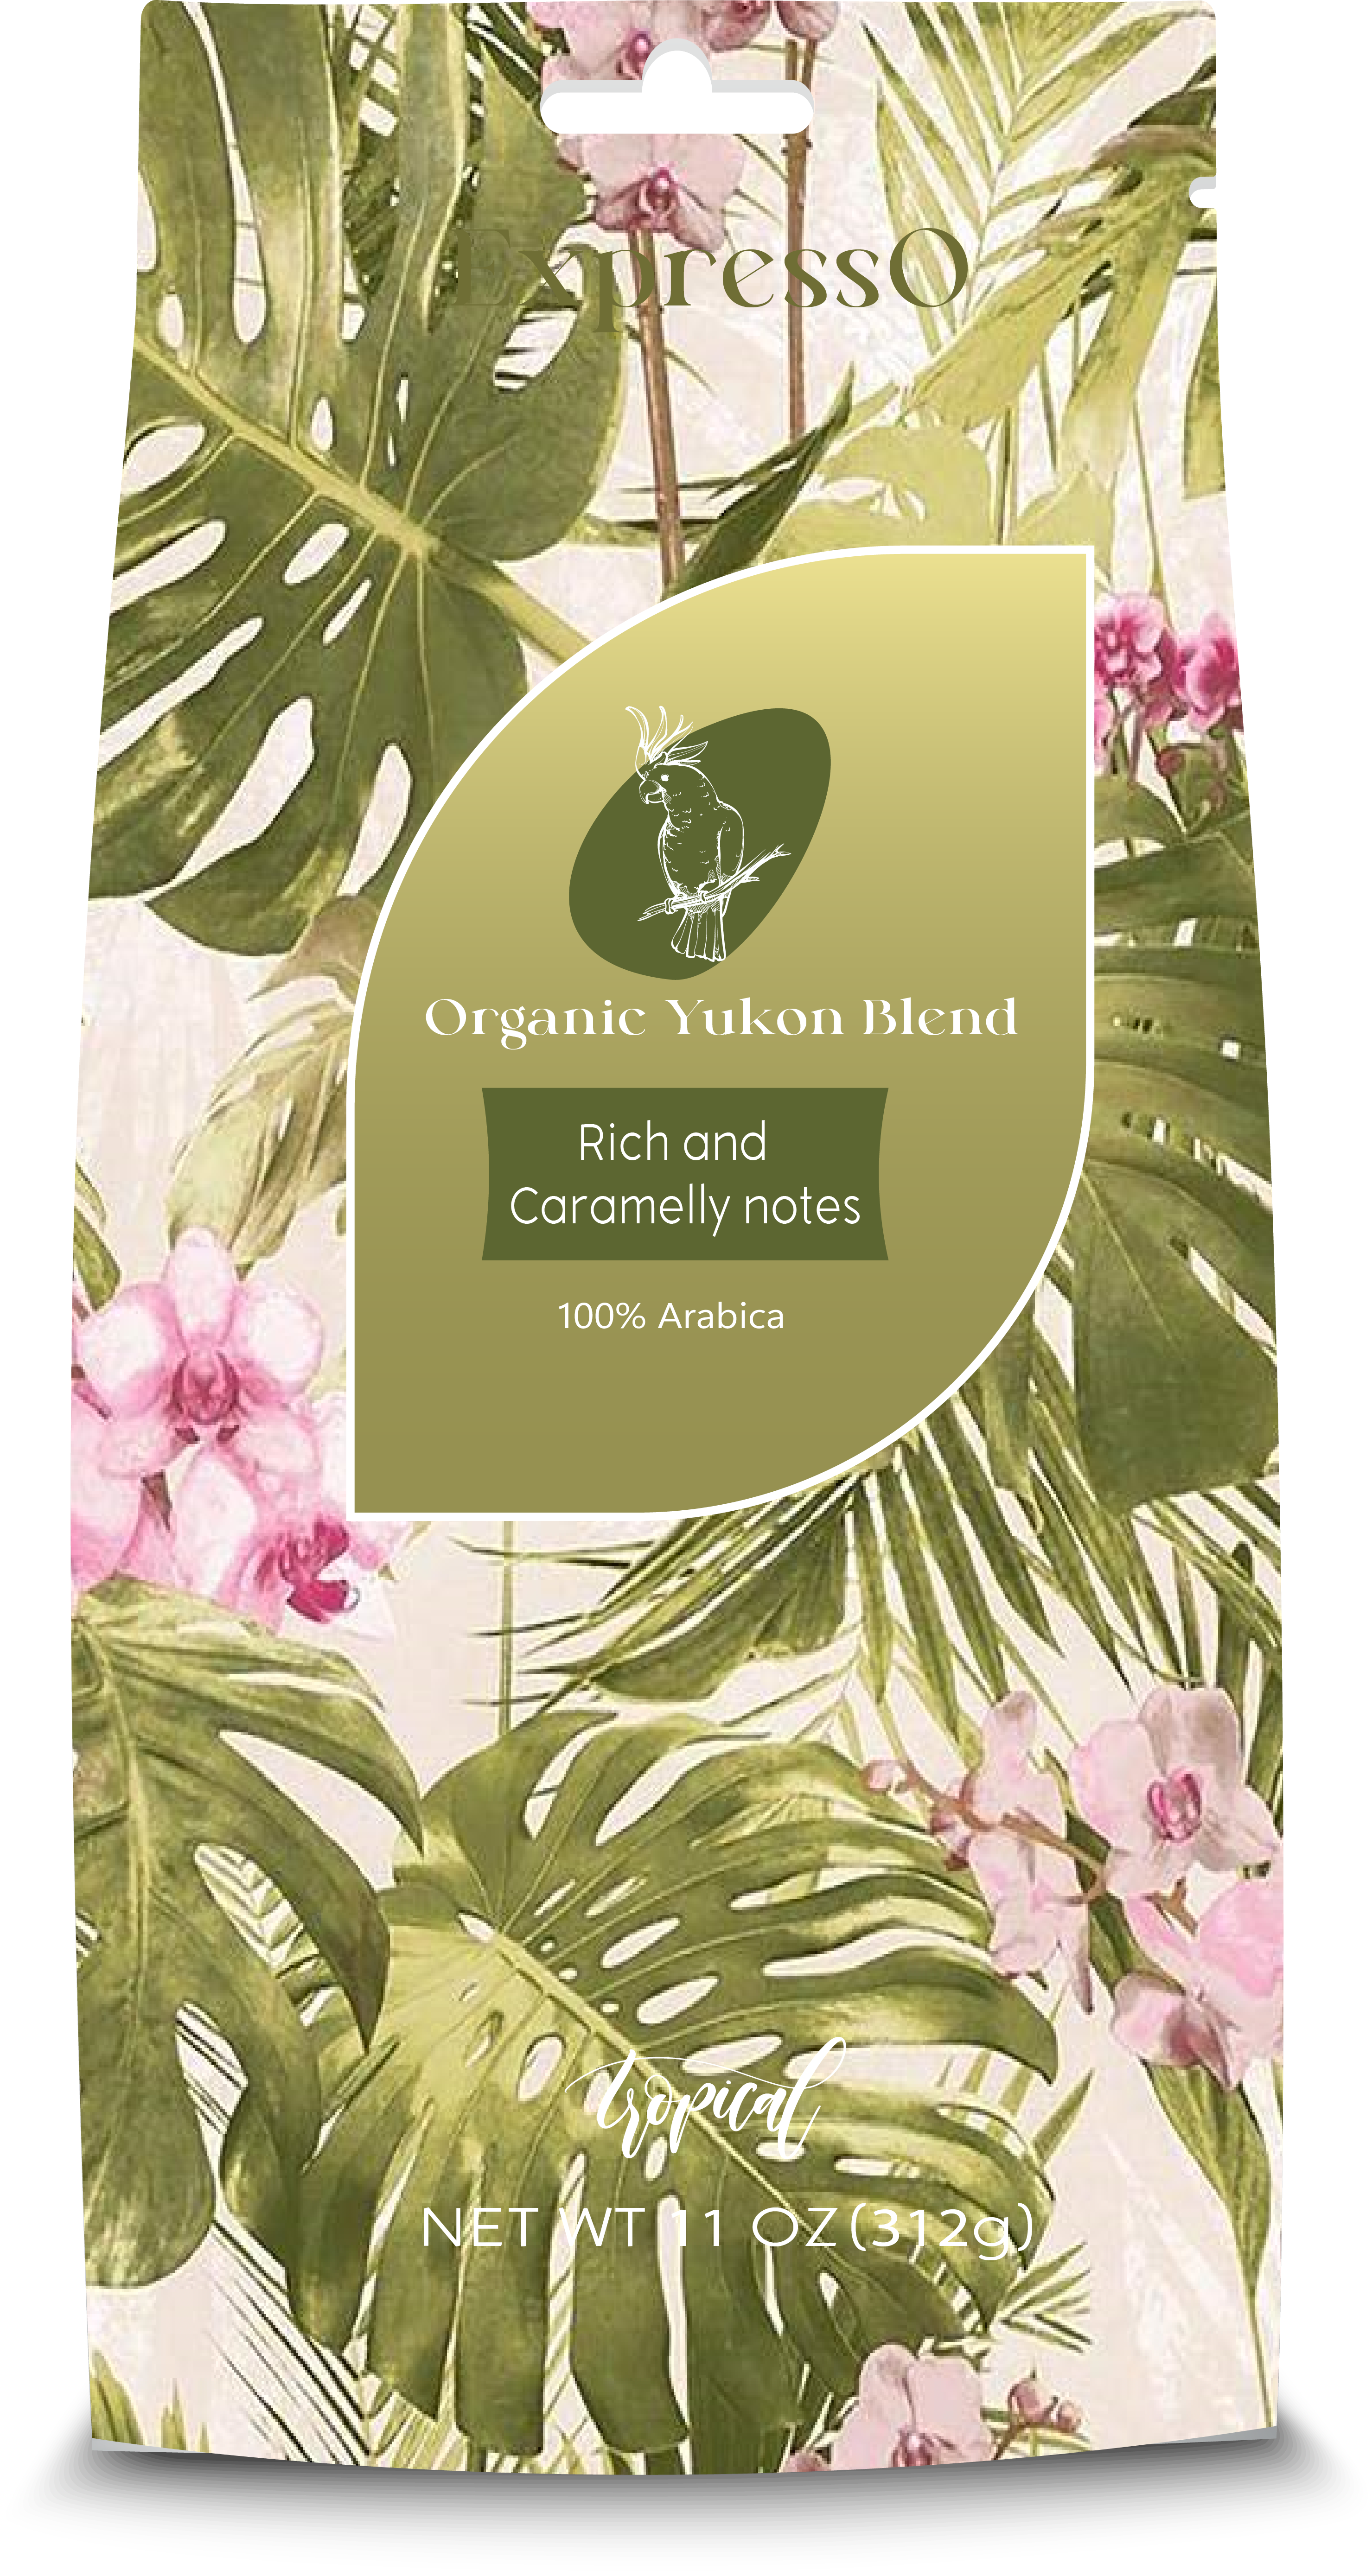 ExpressO
Organic Yukon Blend
Rich and
Caramelly notes
100% Arabica
tropical
NET WT 11 OZ(312g)